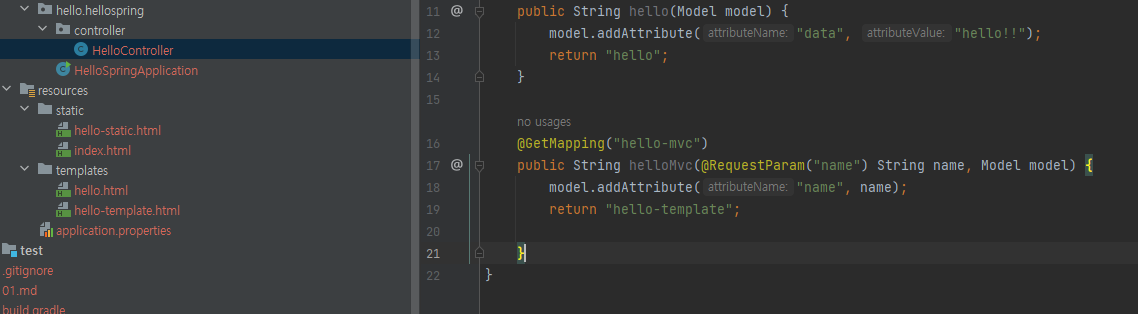 hello.hellospring
controller
HelloController
HelloSpringApplication
resources
static
hello-static.html
index.html
templates
hello.html
hello-template.html
application.properties
test
.gitignore
01.md
build.gradle
11 @ public String hello(Model model) {
12 model.addAttribute( attributeName: "data", attributeValue: "hello!!");
13 return "hello";
14 }
15
no usages
16 @GetMapping("hello-mvc")
17 @ public String helloMvc(@RequestParam("name") String name, Model model) {
18 model.addAttribute( attributeName: "name", name);
19 return "hello-template";
20
21 }
22 }